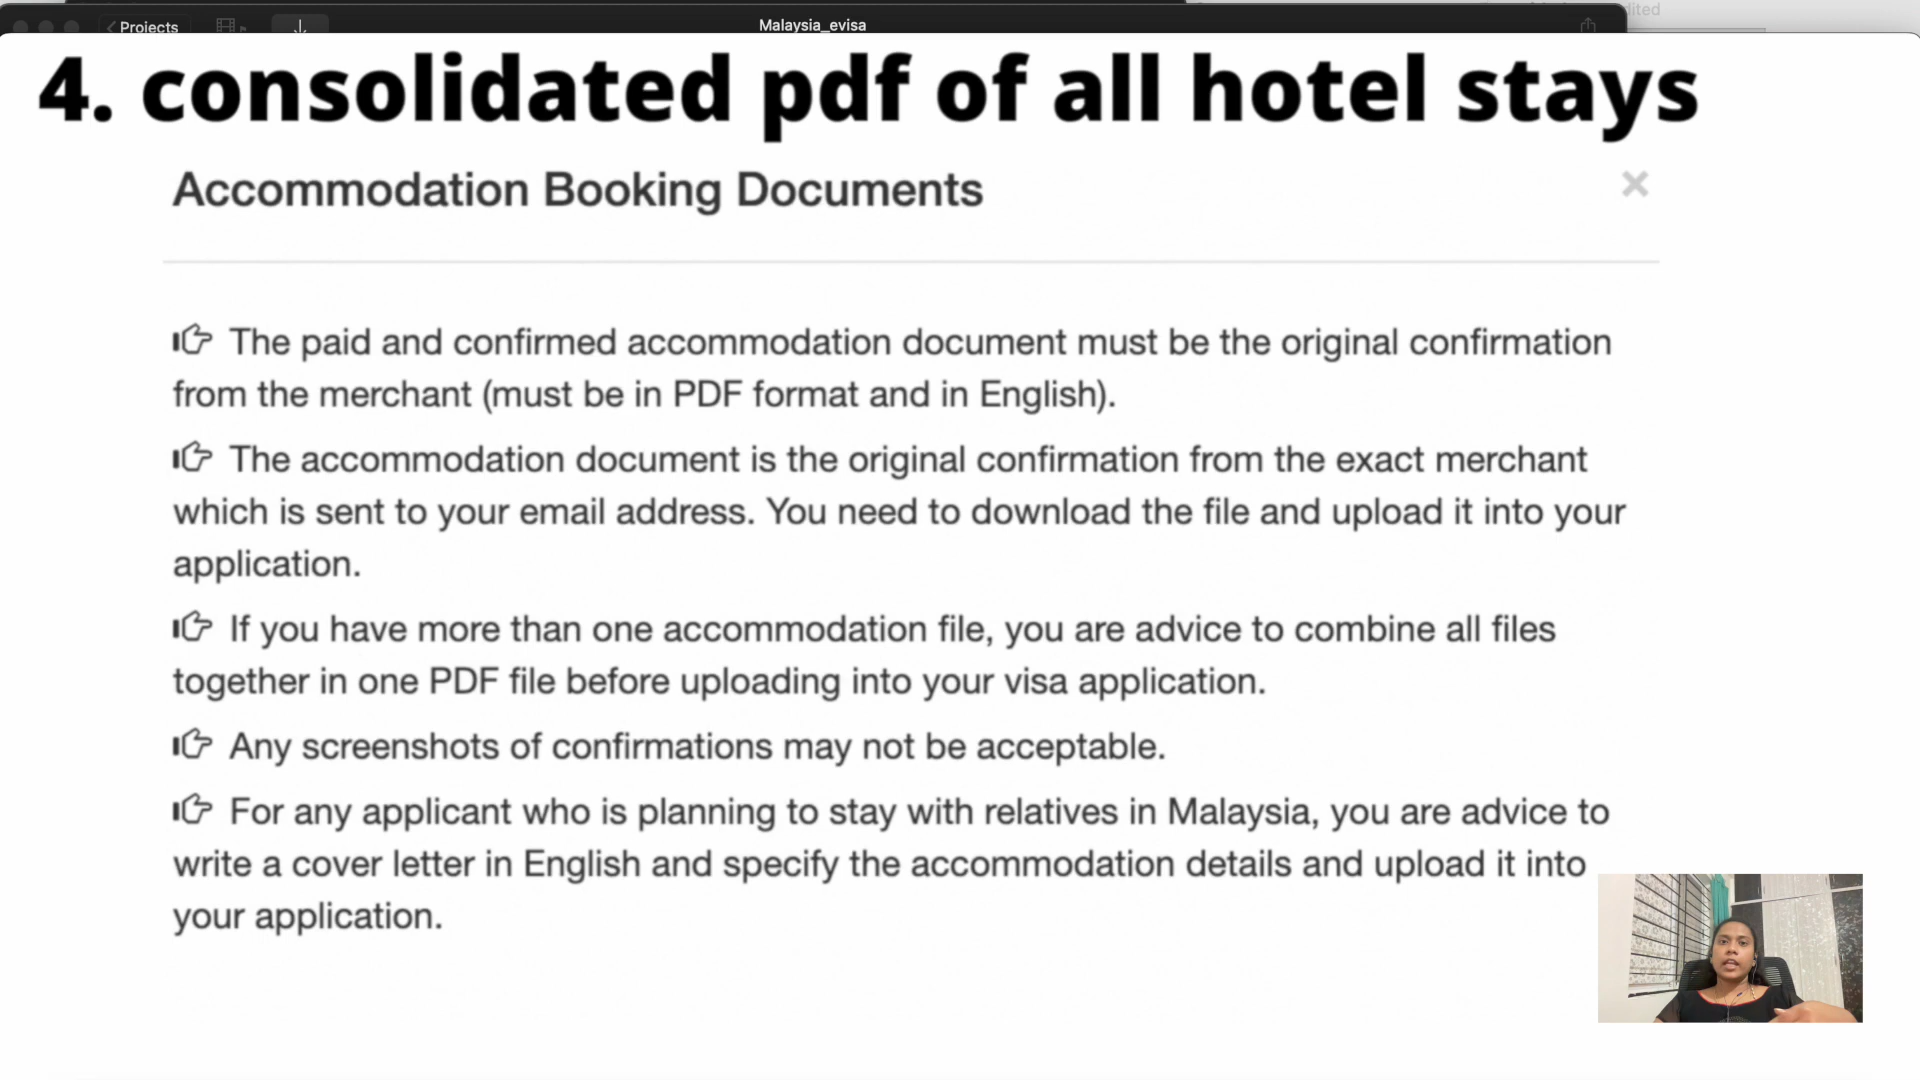 Projects
Malaysia_evisa
dited
4. consolidated pdf of all hotel stays
Accommodation Booking Documents
The paid and confirmed accommodation document must be the original confirmation
from the merchant (must be in PDF format and in English).
The accommodation document is the original confirmation from the exact merchant
which is sent to your email address. You need to download the file and upload it into your
application.
If you have more than one accommodation file, you are advice to combine all files
together in one PDF file before uploading into your visa application.
Any screenshots of confirmations may not be acceptable.
For any applicant who is planning to stay with relatives in Malaysia, you are advice to
write a cover letter in English and specify the accommodation details and upload it into
your application.